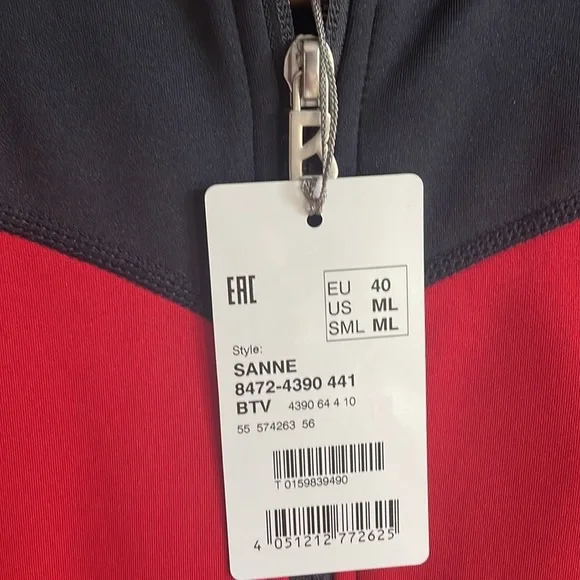 EAC
EU 40
US ML
SML ML
Style:
SANNE
8472-4390 441
BTV 4390 64 4 10
55 574263 56
T 0159839490
4 051212 772625